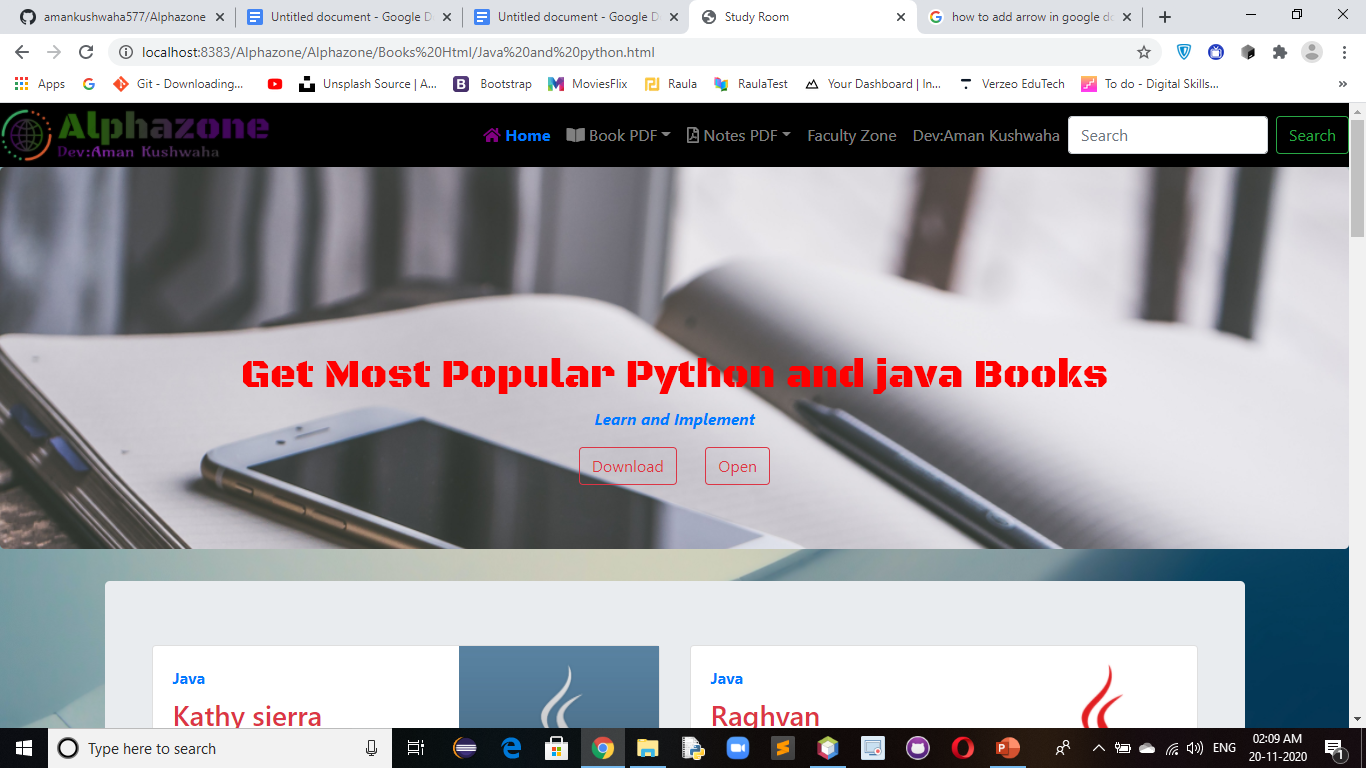 amankushwaha577/Alphazone
Untitled document - Google D
Untitled document - Google D
Study Room
how to add arrow in google do
localhost:8383/Alphazone/Alphazone/Books%20Html/Java%20and%20python.html
Apps
Git - Downloading...
Unsplash Source | A...
Bootstrap
MoviesFlix
Raula
RaulaTest
Your Dashboard | In...
Verzeo EduTech
To do - Digital Skills...
»
Alphazone
Dev:Aman Kushwaha
Home
Book PDF
Notes PDF
Faculty Zone
Dev:Aman Kushwaha
Search
Search
Get Most Popular Python and java Books
Learn and Implement
Download
Open
Java
Kathy sierra
Java
Raghvan
Type here to search
ENG
02:09 AM
20-11-2020
1